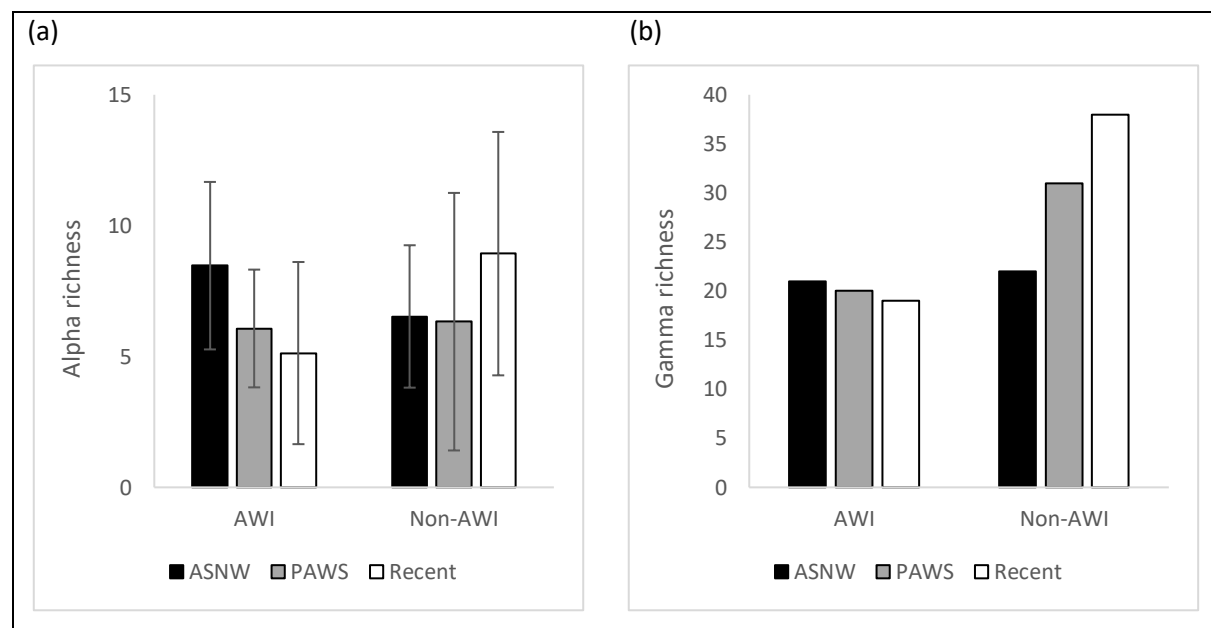 (a)
15
10
5
0
Alpha richness
AWI Non-AWI
ASNW PAWS Recent
(b)
40
35
30
25
20
15
10
5
0
Gamma richness
AWI Non-AWI
ASNW PAWS Recent